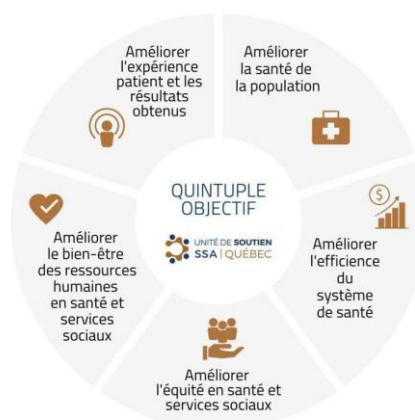 Améliorer
l'expérience
patient et les
résultats
obtenus
Améliorer
la santé de
la population
QUINTUPLE
OBJECTIF
UNITÉ DE SOUTIEN
SSA | QUÉBEC
$
Améliorer
l'efficience
du
système
de santé
Améliorer
le bien-être
des ressources
humaines
en santé et
services
sociaux
Améliorer
l'équité en santé et
services sociaux